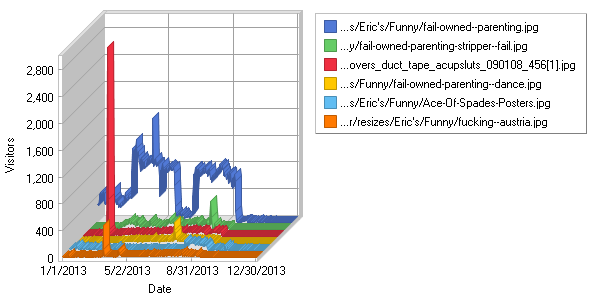 2,800
2,400
2,000
1,600
1,200
800
400
0
Visitors
1/1/2013 5/2/2013 8/31/2013 12/30/2013
Date
...s/Eric's/Funny/fail-owned--parenting.jpg
...y/fail-owned-parenting-stripper--fail.jpg
...overs_duct_tape_acupsluts_090108_456[1].jpg
...s/Funny/fail-owned-parenting--dance.jpg
...s/Eric's/Funny/Ace-Of-Spades-Posters.jpg
...r/resizes/Eric's/Funny/fucking--austria.jpg